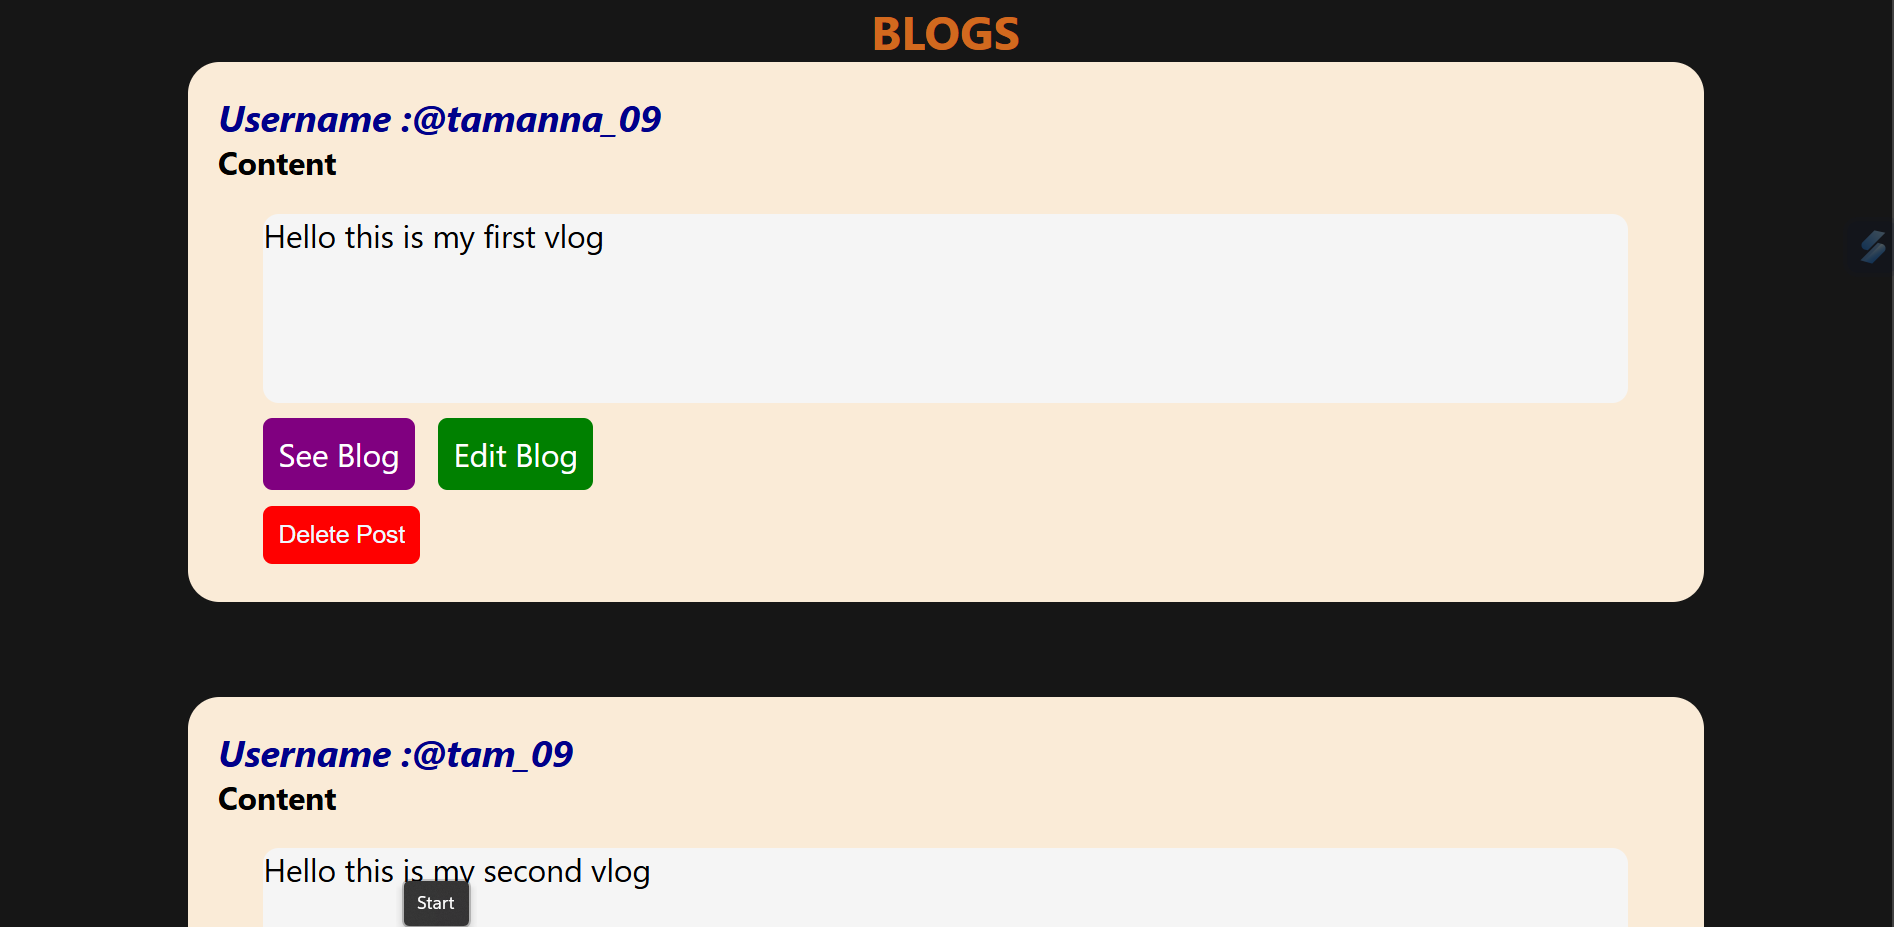 BLOGS
Username :@tamanna_09
Content
Hello this is my first vlog
See Blog Edit Blog
Delete Post
Username :@tam_09
Content
Hello this is my second vlog
Start